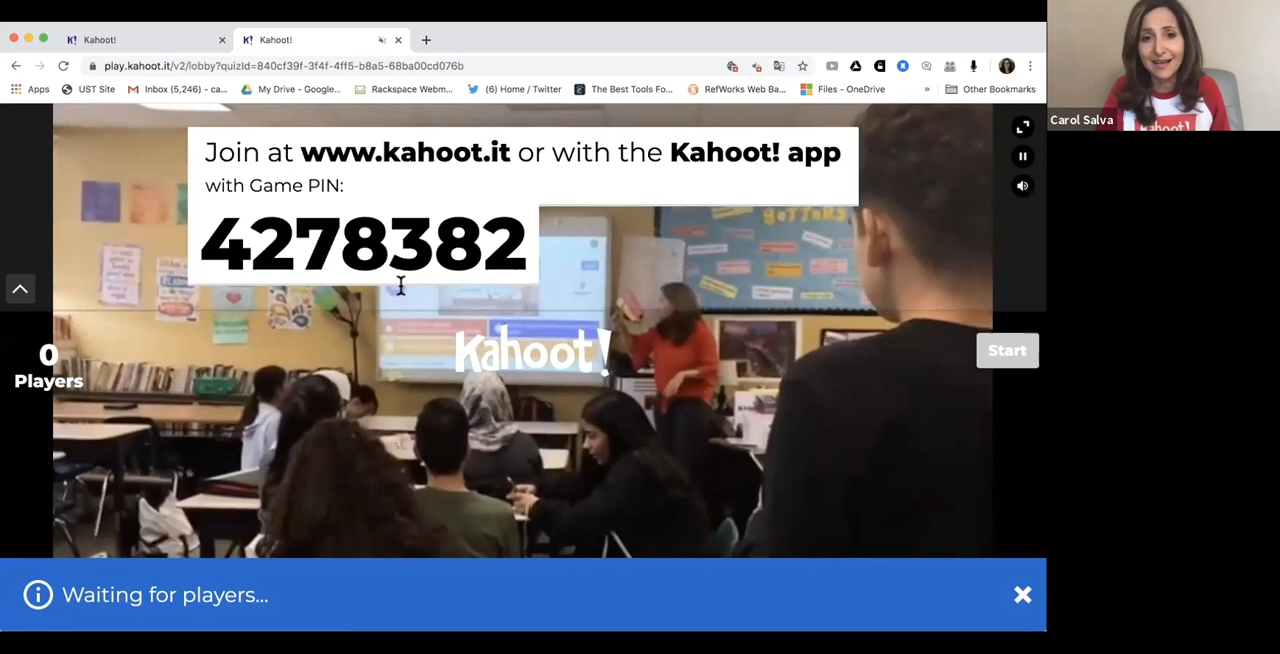 Kahoot!
Kahoot!
play.kahoot.it/v2/lobby?quizId=840cf39f-3f4f-4ff5-b8a5-68ba00cd076b
Apps
UST Site
Inbox (5,246) - ca...
My Drive - Google...
Rackspace Webm...
(6) Home / Twitter
The Best Tools Fo...
RefWorks Web Ba...
Files - OneDrive
»
Other Bookmarks
Carol Salva
Kahoot!
Join at www.kahoot.it or with the Kahoot! app
with Game PIN:
4278382
Kahoot!
0
Players
Start
Waiting for players...